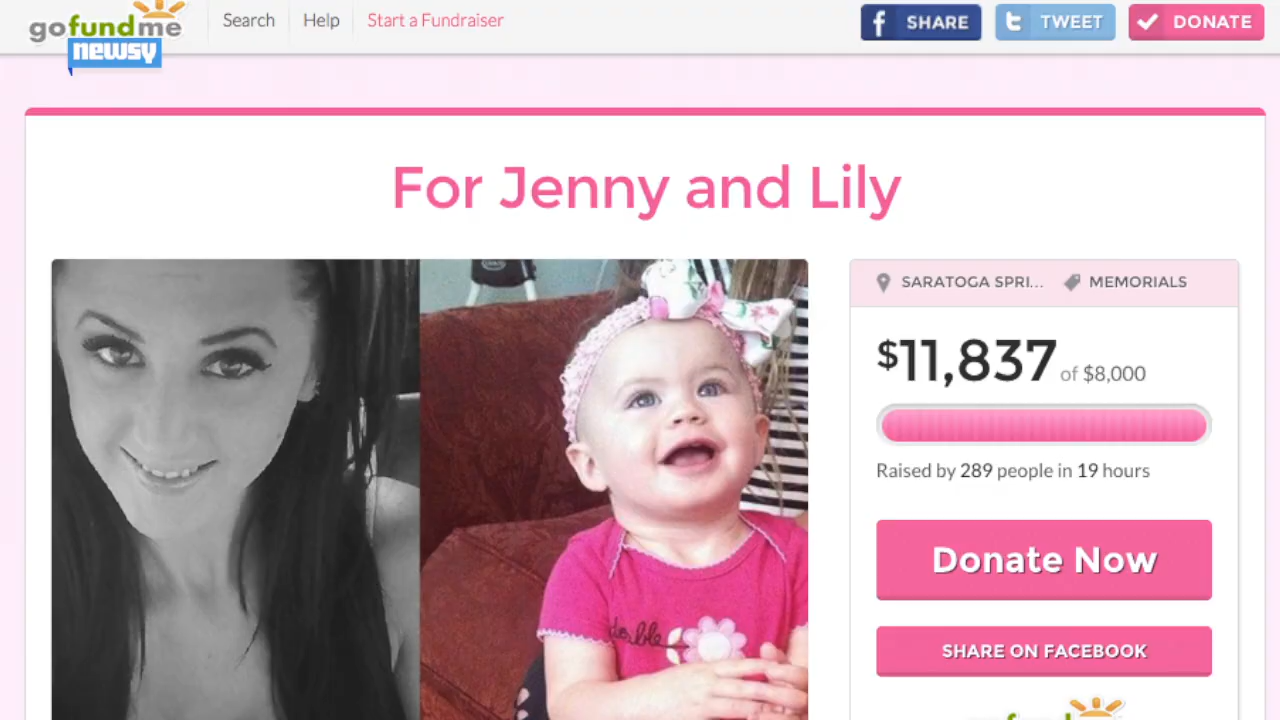 gofundme
newsy
Search
Help
Start a Fundraiser
SHARE
TWEET
DONATE
For Jenny and Lily
SARATOGA SPRI...
MEMORIALS
$11,837 of $8,000
Raised by 289 people in 19 hours
Donate Now
SHARE ON FACEBOOK